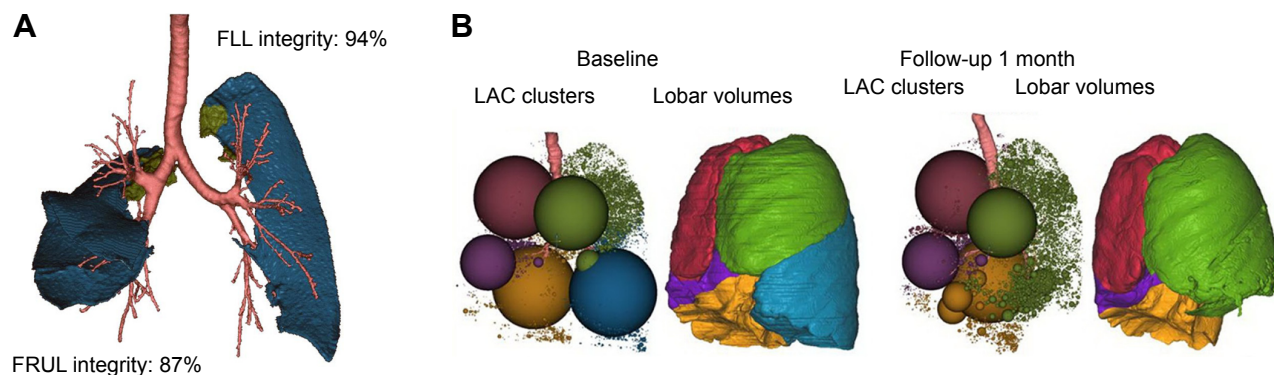 A
FLL integrity: 94%
FRUL integrity: 87%
B
Baseline
LAC clusters
Lobar volumes
Follow-up 1 month
LAC clusters
Lobar volumes